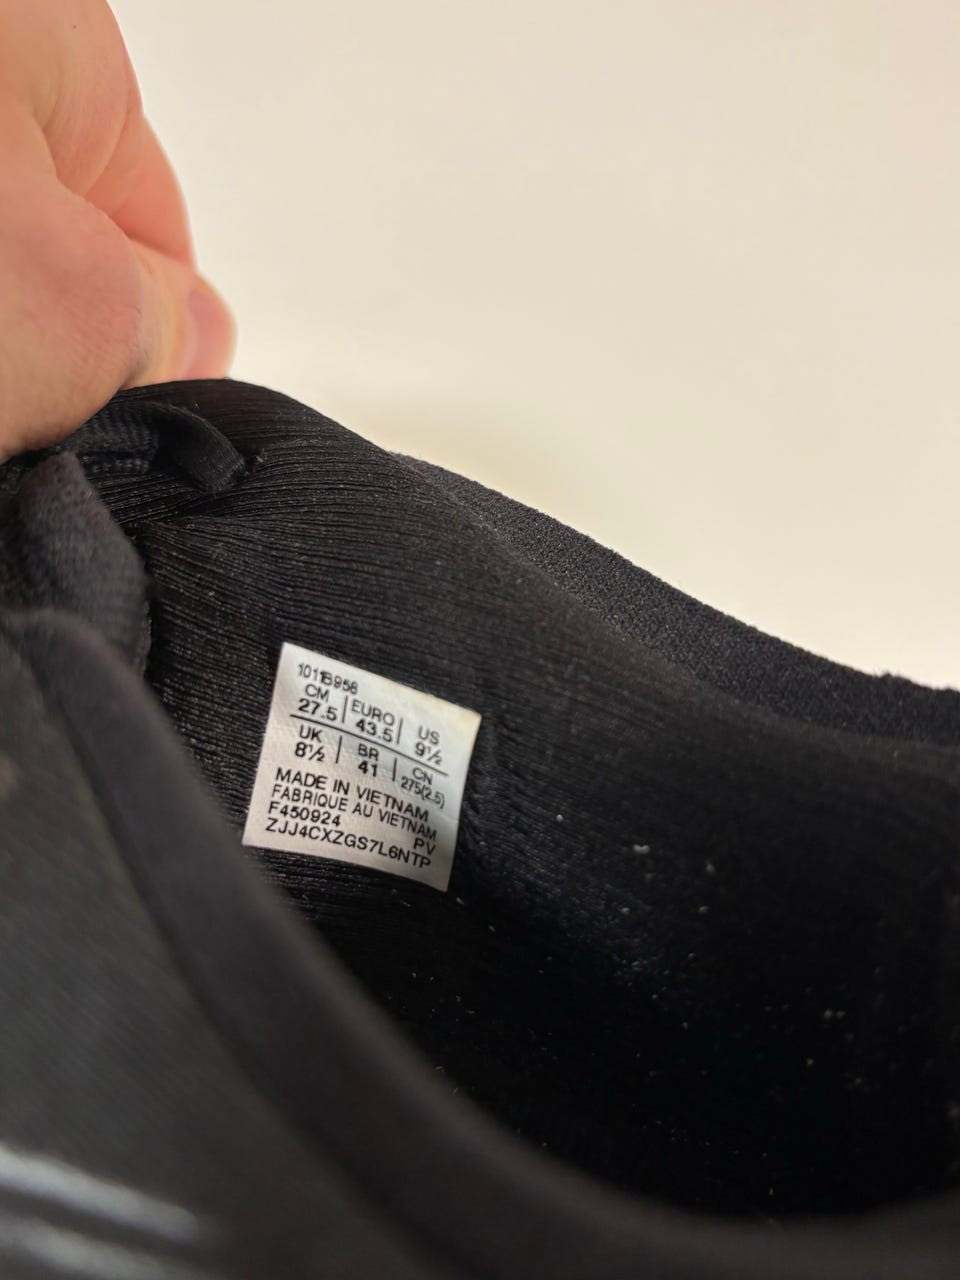 1011B958
CM 27.5 | EURO 43.5 | US 9½
UK 8½ | BR 41 | CN 275(2.5)
MADE IN VIETNAM
FABRIQUE AU VIETNAM
F450924 PV
ZJJ4CXZGS7L6NTP